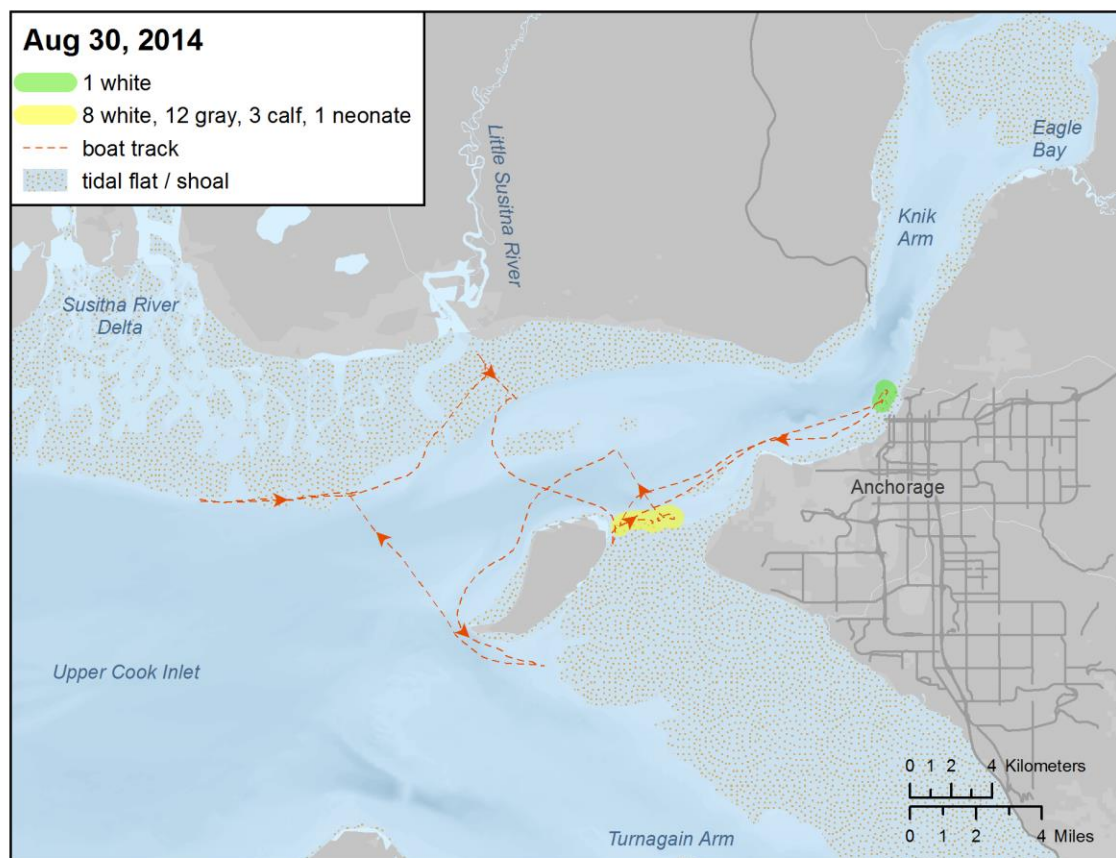 Aug 30, 2014
1 white
8 white, 12 gray, 3 calf, 1 neonate
boat track
tidal flat / shoal
Little Susitna River
Eagle
Bay
Knik
Arm
Susitna River
Delta
Anchorage
Upper Cook Inlet
0 1 2 4 Kilometers
0 1 2 4 Miles
Turnagain Arm